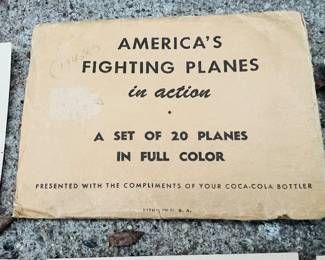 AMERICA'S
FIGHTING PLANES
in action
A SET OF 20 PLANES
IN FULL COLOR
PRESENTED WITH THE COMPLIMENTS OF YOUR COCA-COLA BOTTLER